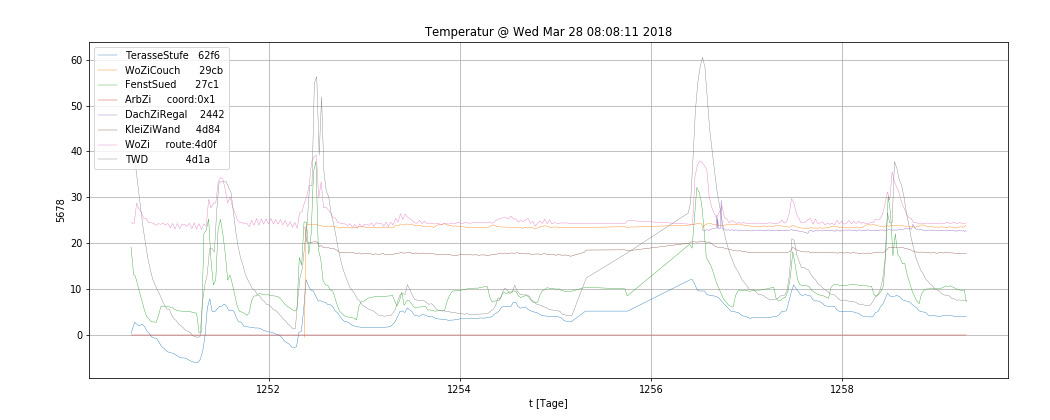 Temperatur @ Wed Mar 28 08:08:11 2018
TerasseStufe 62f6
WoZiCouch 29cb
FenstSued 27c1
ArbZi coord:0x1
DachZiRegal 2442
KleiZiWand 4d84
WoZi route:4d0f
TWD 4d1a
60
50
40
30
20
10
0
5678
1252 1254 1256 1258
t [Tage]